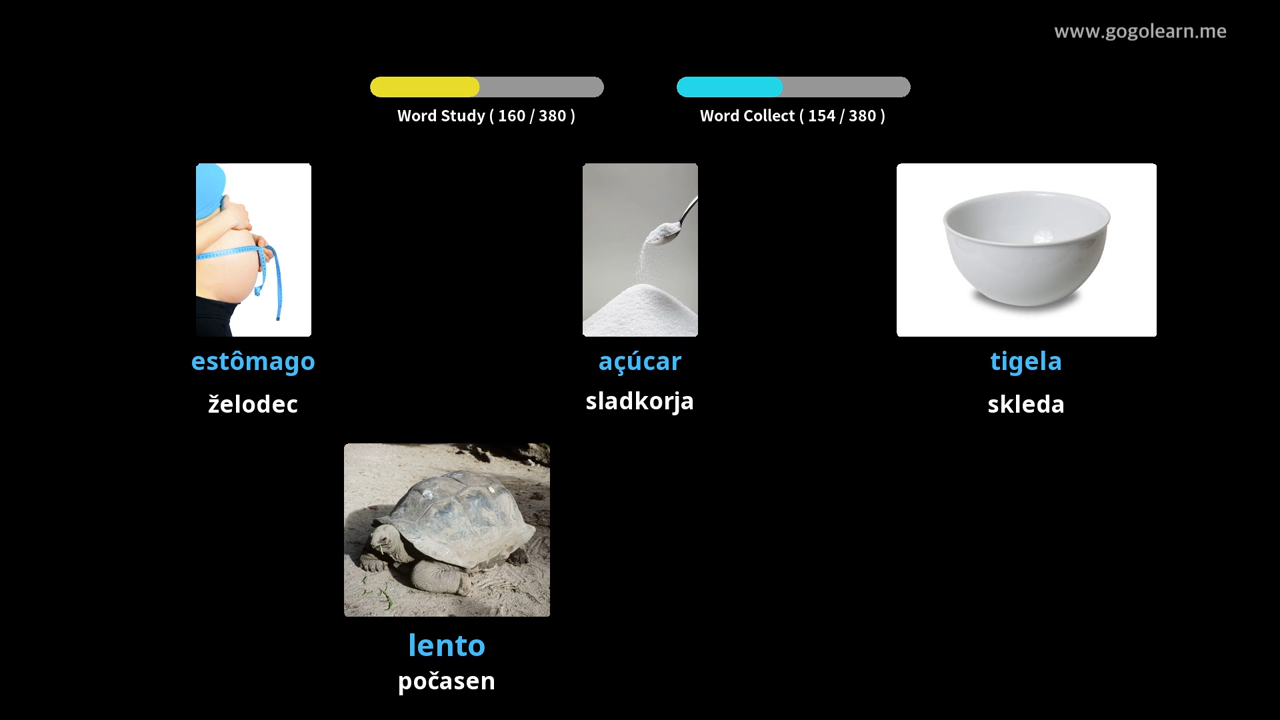 www.gogolearn.me
Word Study ( 160 / 380 )
Word Collect ( 154 / 380 )
estômago
želodec
açúcar
sladkorja
tigela
skleda
lento
počasen